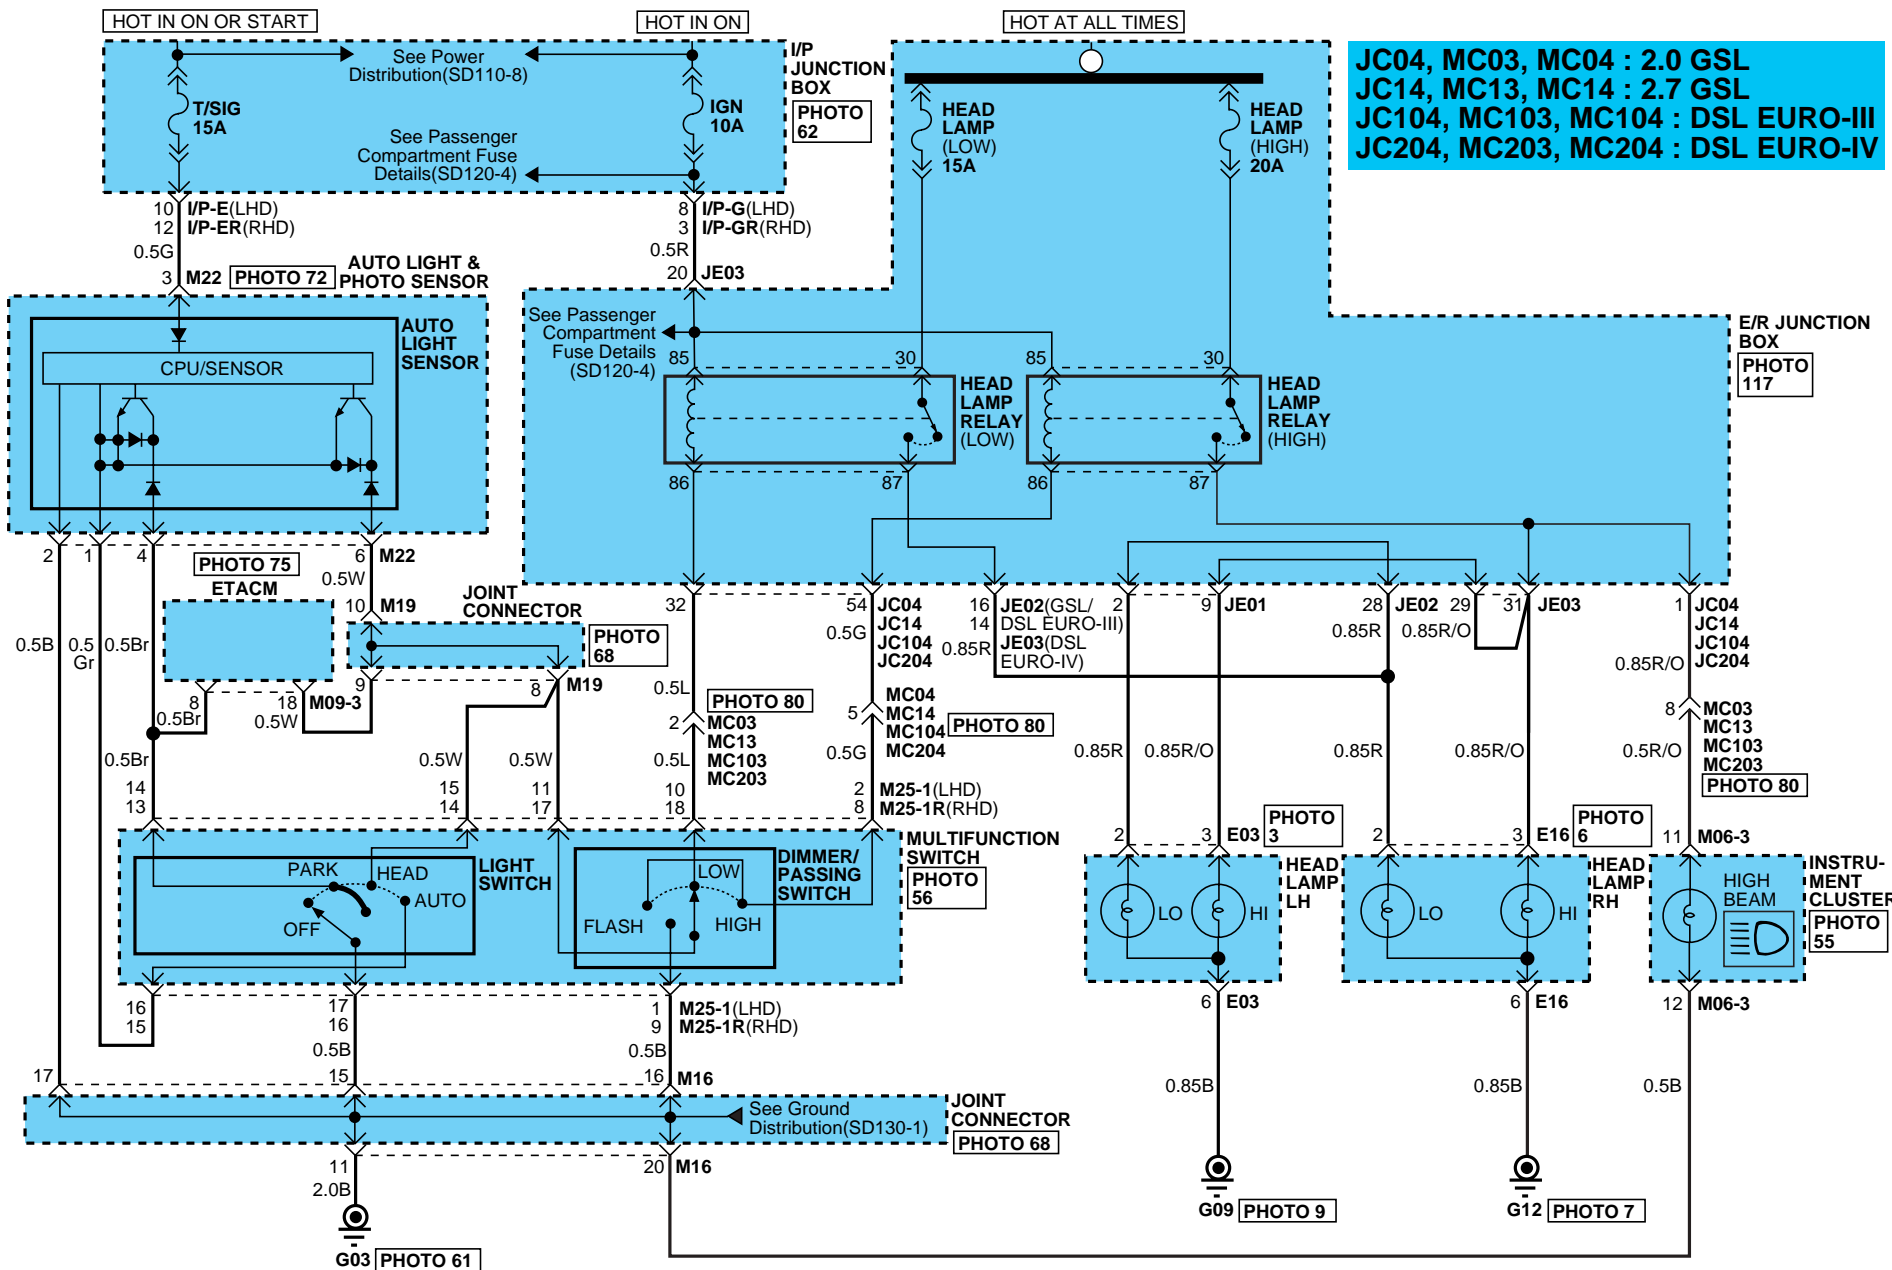 HOT IN ON OR START
HOT IN ON
HOT AT ALL TIMES
See Power
Distribution(SD110-8)
I/P
JUNCTION
BOX
PHOTO
62
T/SIG
15A
IGN
10A
See Passenger
Compartment Fuse
Details(SD120-4)
HEAD
LAMP
(LOW)
15A
HEAD
LAMP
(HIGH)
20A
JC04, MC03, MC04 : 2.0 GSL
JC14, MC13, MC14 : 2.7 GSL
JC104, MC103, MC104 : DSL EURO-III
JC204, MC203, MC204 : DSL EURO-IV
10 I/P-E(LHD)
12 I/P-ER(RHD)
0.5G
3 M22 PHOTO 72
8 I/P-G(LHD)
3 I/P-GR(RHD)
0.5R
20 JE03
AUTO LIGHT &
PHOTO SENSOR
AUTO
LIGHT
SENSOR
CPU/SENSOR
See Passenger
Compartment
Fuse Details
(SD120-4)
85
30
85
30
HEAD
LAMP
RELAY
(LOW)
HEAD
LAMP
RELAY
(HIGH)
86
87
86
87
E/R JUNCTION
BOX
PHOTO
117
2
1
4
6 M22
PHOTO 75
ETACM
0.5W
10 M19
JOINT
CONNECTOR
PHOTO
68
0.5B
0.5
Gr
0.5Br
8
18 M09-3
9
8 M19
0.5Br
0.5W
32
54 JC04
JC14
JC104
JC204
0.5G
16 JE02(GSL/
DSL EURO-III)
14 JE03(DSL
EURO-IV)
0.85R
2
9 JE01
28 JE02
29
31 JE03
0.85R
0.85R/O
1 JC04
JC14
JC104
JC204
0.85R/O
0.5L
PHOTO 80
2 MC03
MC13
MC103
MC203
0.5L
5 MC04
MC14
MC104
MC204
PHOTO 80
0.5G
0.85R
0.85R/O
0.85R
0.85R/O
8 MC03
MC13
MC103
MC203
PHOTO 80
0.5R/O
0.5Br
0.5W
0.5W
14
13
15
14
11
17
10
18
2 M25-1(LHD)
8 M25-1R(RHD)
MULTIFUNCTION
SWITCH
PHOTO
56
PARK
HEAD
AUTO
OFF
LIGHT
SWITCH
LOW
FLASH
HIGH
DIMMER/
PASSING
SWITCH
2
3 E03
PHOTO
3
HEAD
LAMP
LH
LO
HI
2
3 E16
PHOTO
6
HEAD
LAMP
RH
LO
HI
11 M06-3
INSTRU-
MENT
CLUSTER
PHOTO
55
HIGH
BEAM
16
15
17
16
0.5B
1 M25-1(LHD)
9 M25-1R(RHD)
0.5B
6 E03
6 E16
12 M06-3
17
15
16 M16
0.85B
0.85B
0.5B
See Ground
Distribution(SD130-1)
JOINT
CONNECTOR
PHOTO 68
11
2.0B
20 M16
G03 PHOTO 61
G09 PHOTO 9
G12 PHOTO 7